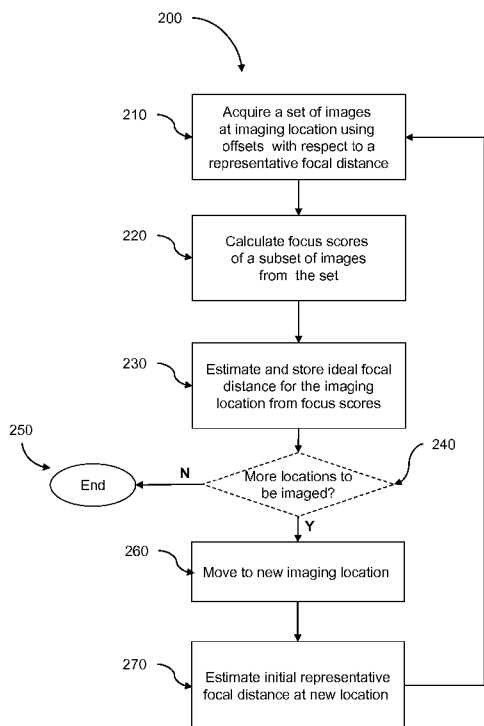 200
210
Acquire a set of images
at imaging location using
offsets with respect to a
representative focal distance
220
Calculate focus scores
of a subset of images
from the set
230
Estimate and store ideal focal
distance for the imaging
location from focus scores
250
240
N
End
More locations to
be imaged?
Y
260
Move to new imaging location
270
Estimate initial representative
focal distance at new location